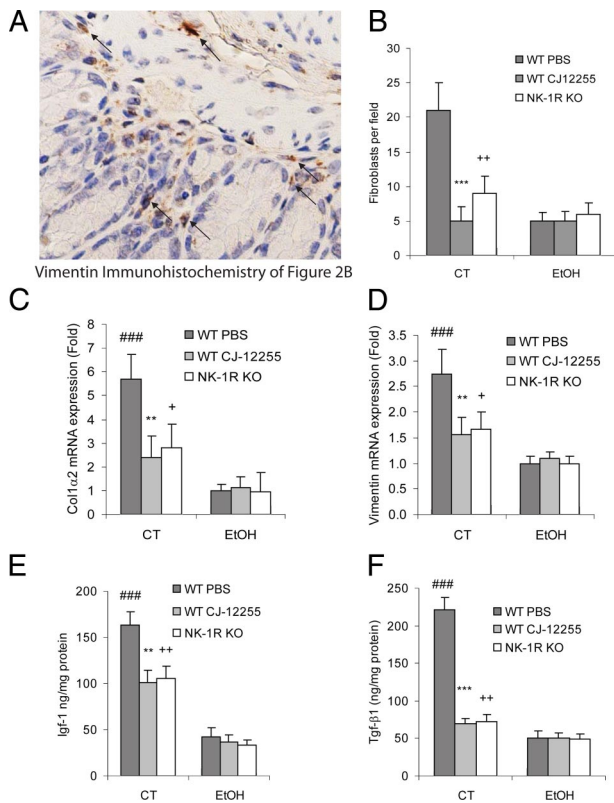 A
Vimentin Immunohistochemistry of Figure 2B
B
30
25
20
15
10
5
0
Fibroblasts per field
WT PBS
WT CJ12255
NK-1R KO
***
++
CT
EtOH
C
8
7
6
5
4
3
2
1
0
Col1α2 mRNA expression (Fold)
###
**
+
WT PBS
WT CJ-12255
NK-1R KO
CT
EtOH
D
3.5
3.0
2.5
2.0
1.5
1.0
0.5
0
Vimentin mRNA expression (Fold)
###
**
+
WT PBS
WT CJ-12255
NK-1R KO
CT
EtOH
E
200
150
100
50
0
Igf-1 ng/mg protein
###
**
++
WT PBS
WT CJ-12255
NK-1R KO
CT
EtOH
F
250
200
150
100
50
0
Tgf-β1 (ng/mg protein)
###
***
++
WT PBS
WT CJ-12255
NK-1R KO
CT
EtOH